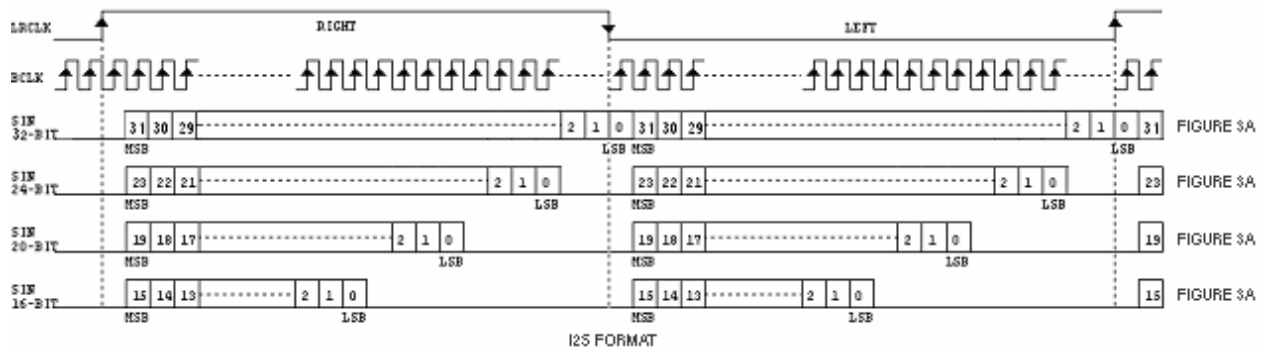 LRCLK RIGHT LEFT
BCLK
SIN 32-BIT 31 30 29 2 1 0 31 30 29 2 1 0 31 FIGURE 3A
MSB LSB MSB LSB
SIN 24-BIT 23 22 21 2 1 0 23 22 21 2 1 0 23 FIGURE 3A
MSB LSB MSB LSB
SIN 20-BIT 19 18 17 2 1 0 19 18 17 2 1 0 19 FIGURE 3A
MSB LSB MSB LSB
SIN 16-BIT 15 14 13 2 1 0 15 14 13 2 1 0 15 FIGURE 3A
MSB LSB MSB LSB
I2S FORMAT